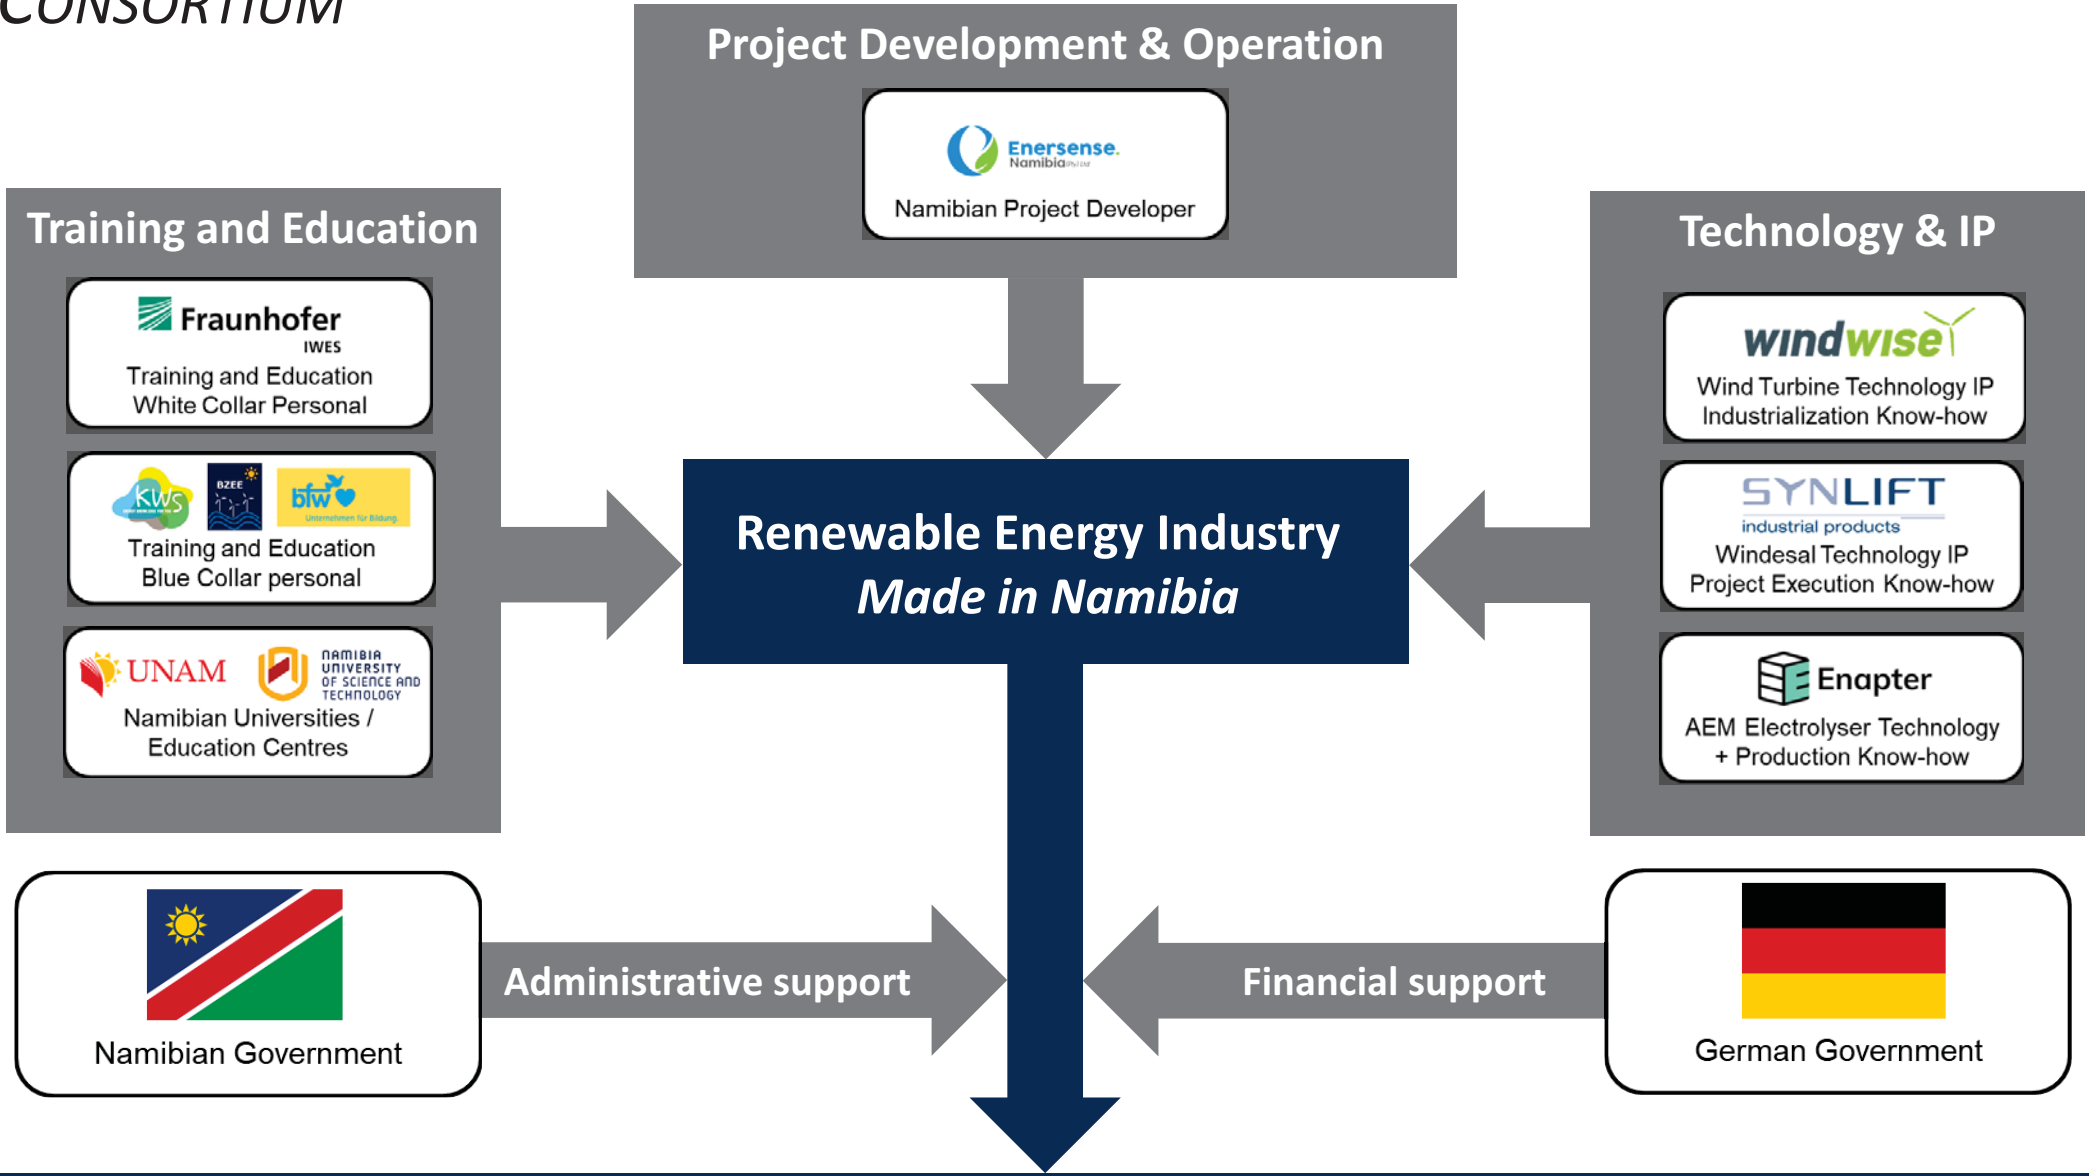 CONSORTIUM
Project Development & Operation
Enersense.
Namibia
Namibian Project Developer
Training and Education
Fraunhofer
IWES
Training and Education
White Collar Personal
KWS
BZEE
bfw
Unternehmen für Bildung.
Training and Education
Blue Collar personal
UNAM
NAMIBIA
UNIVERSITY
OF SCIENCE AND
TECHNOLOGY
Namibian Universities /
Education Centres
Technology & IP
windwise
Wind Turbine Technology IP
Industrialization Know-how
SYNLIFT
industrial products
Windesal Technology IP
Project Execution Know-how
Enapter
AEM Electrolyser Technology
+ Production Know-how
Renewable Energy Industry
Made in Namibia
Administrative support
Financial support
Namibian Government
German Government